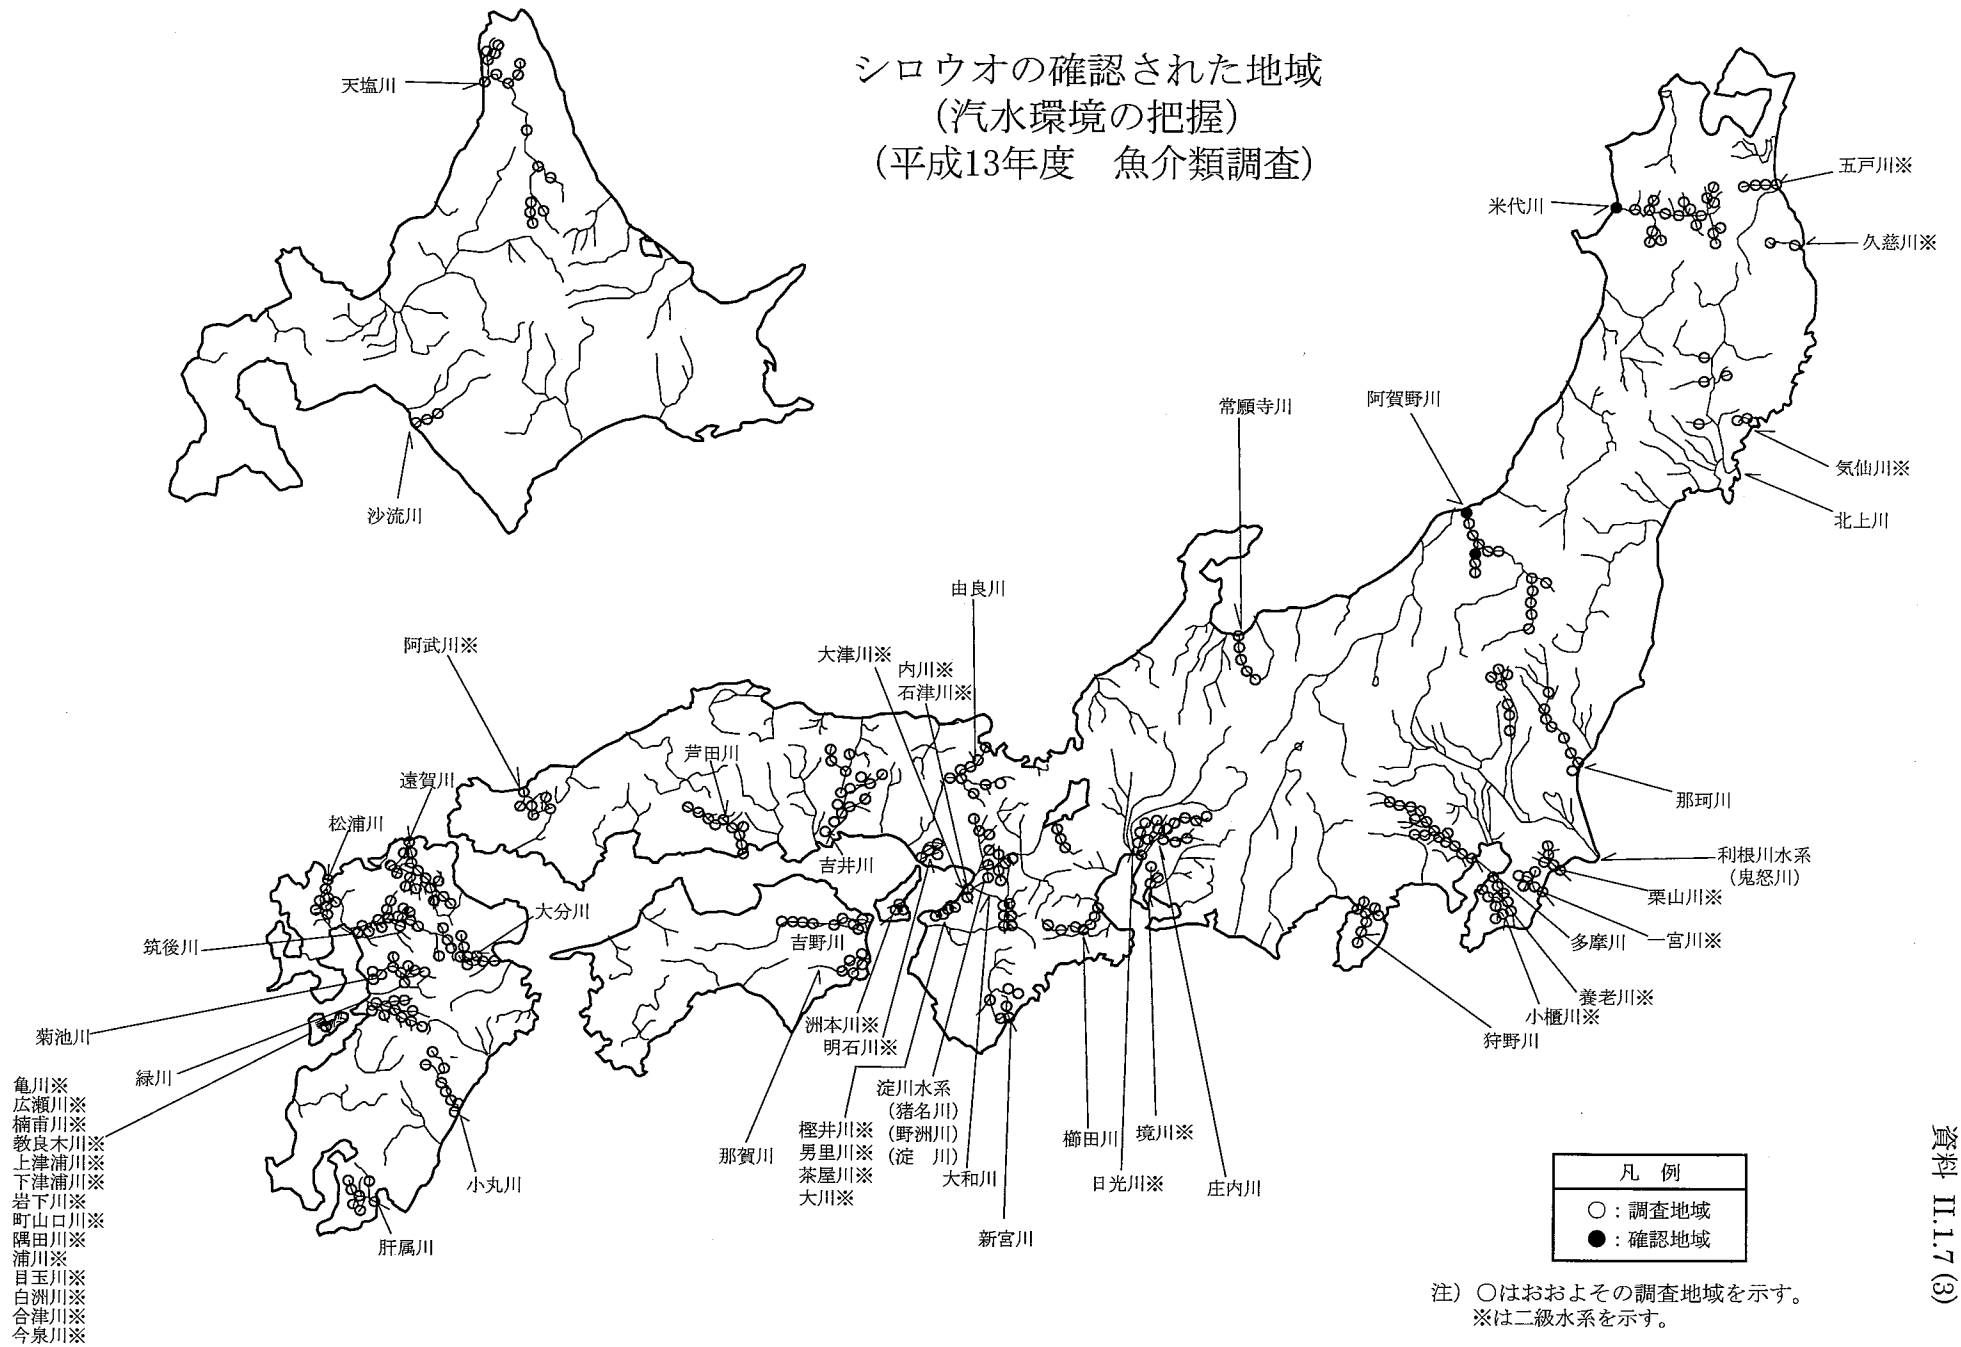 シロウオの確認された地域
（汽水環境の把握）
（平成13年度　魚介類調査）
天塩川
沙流川
五戸川※
米代川
久慈川※
気仙川※
北上川
阿賀野川
常願寺川
由良川
大津川※
内川※
石津川※
阿武川※
芦田川
遠賀川
松浦川
吉井川
大分川
筑後川
吉野川
那珂川
利根川水系
（鬼怒川）
栗山川※
一宮川※
多摩川
養老川※
小櫃川※
狩野川
洲本川※
明石川※
菊池川
緑川
亀川※
広瀬川※
楠甫川※
教良木川※
上津浦川※
下津浦川※
岩下川※
町山口川※
隅田川※
浦川※
目玉川※
白洲川※
合津川※
今泉川※
小丸川
肝属川
那賀川
樫井川※
男里川※
茶屋川※
大川※
淀川水系
（猪名川）
（野洲川）
（淀　川）
大和川
新宮川
櫛田川
日光川※
境川※
庄内川
凡　例
○：調査地域
●：確認地域
注）○はおおよその調査地域を示す。
※は二級水系を示す。
資料 II.1.7 (3)